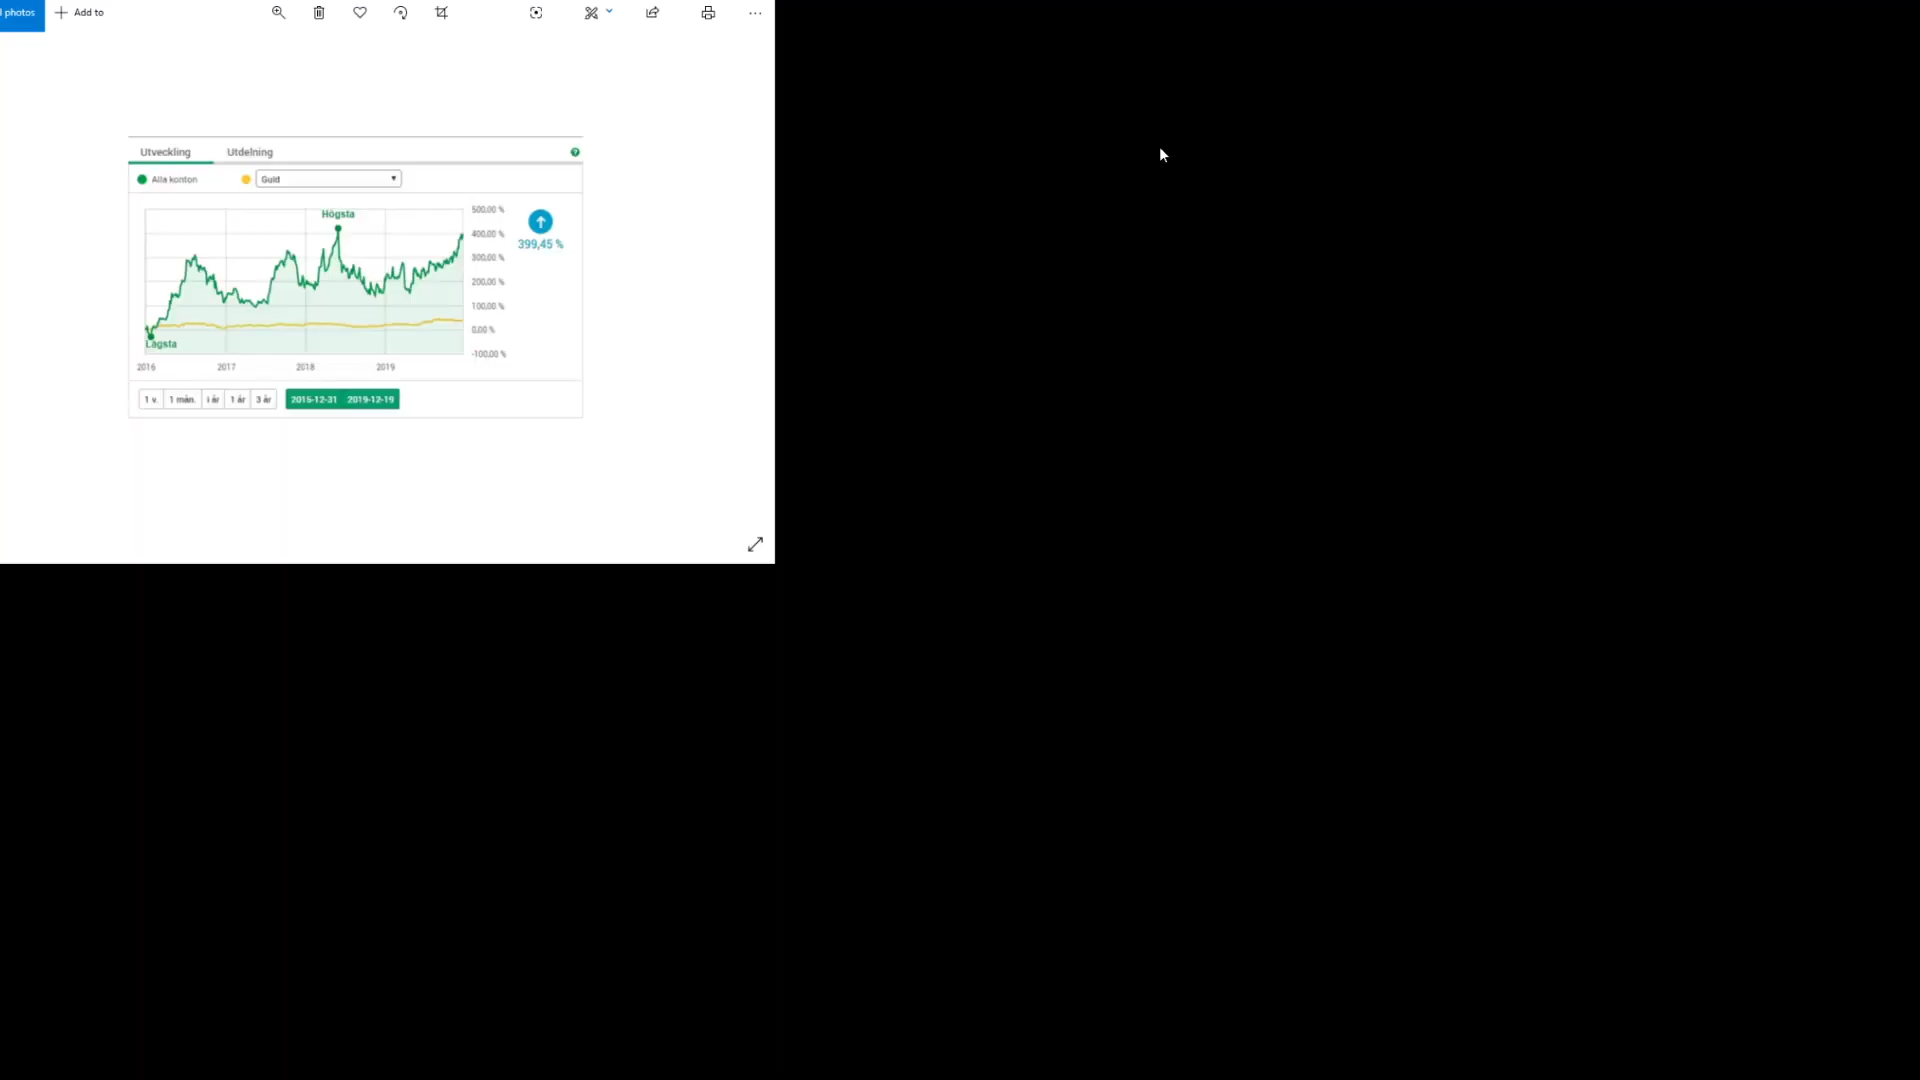 l photos Add to
Utveckling Utdelning ?
Alla konton Guld
Högsta
500,00 %
400,00 %
399,45 %
300,00 %
200,00 %
100,00 %
0,00 %
Lägsta
-100,00 %
2016 2017 2018 2019
1 v. 1 mån. i år 1 år 3 år 2015-12-31 2019-12-19